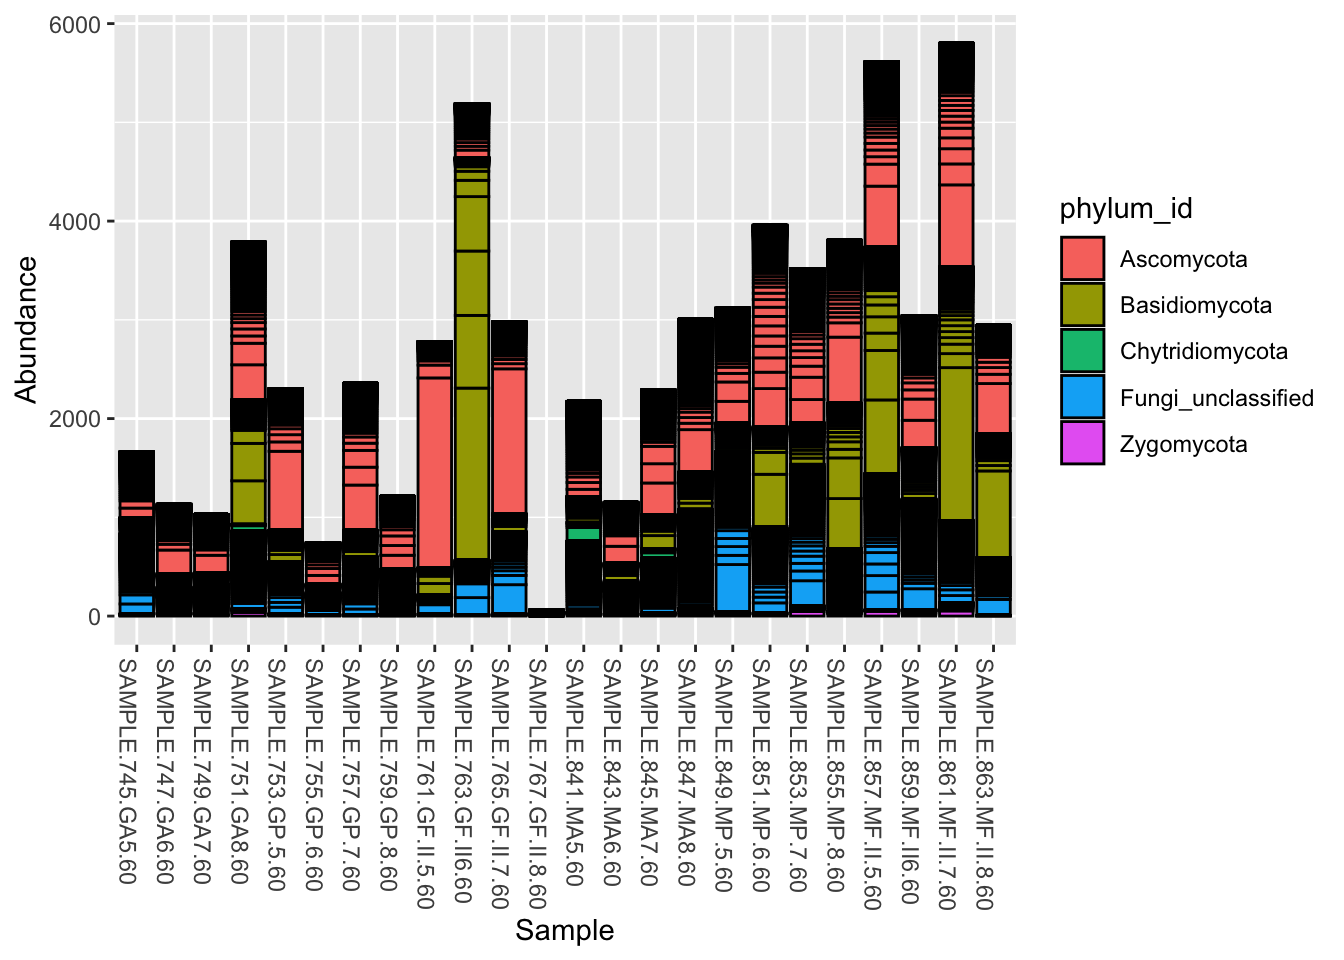 6000
4000
2000
0
Abundance
SAMPLE.745.GA5.60
SAMPLE.747.GA6.60
SAMPLE.749.GA7.60
SAMPLE.751.GA8.60
SAMPLE.753.GP.5.60
SAMPLE.755.GP.6.60
SAMPLE.757.GP.7.60
SAMPLE.759.GP.8.60
SAMPLE.761.GF.II.5.60
SAMPLE.763.GF.II6.60
SAMPLE.765.GF.II.7.60
SAMPLE.767.GF.II.8.60
SAMPLE.841.MA5.60
SAMPLE.843.MA6.60
SAMPLE.845.MA7.60
SAMPLE.847.MA8.60
SAMPLE.849.MP.5.60
SAMPLE.851.MP.6.60
SAMPLE.853.MP.7.60
SAMPLE.855.MP.8.60
SAMPLE.857.MF.II.5.60
SAMPLE.859.MF.II6.60
SAMPLE.861.MF.II.7.60
SAMPLE.863.MF.II.8.60
Sample
phylum_id
Ascomycota
Basidiomycota
Chytridiomycota
Fungi_unclassified
Zygomycota